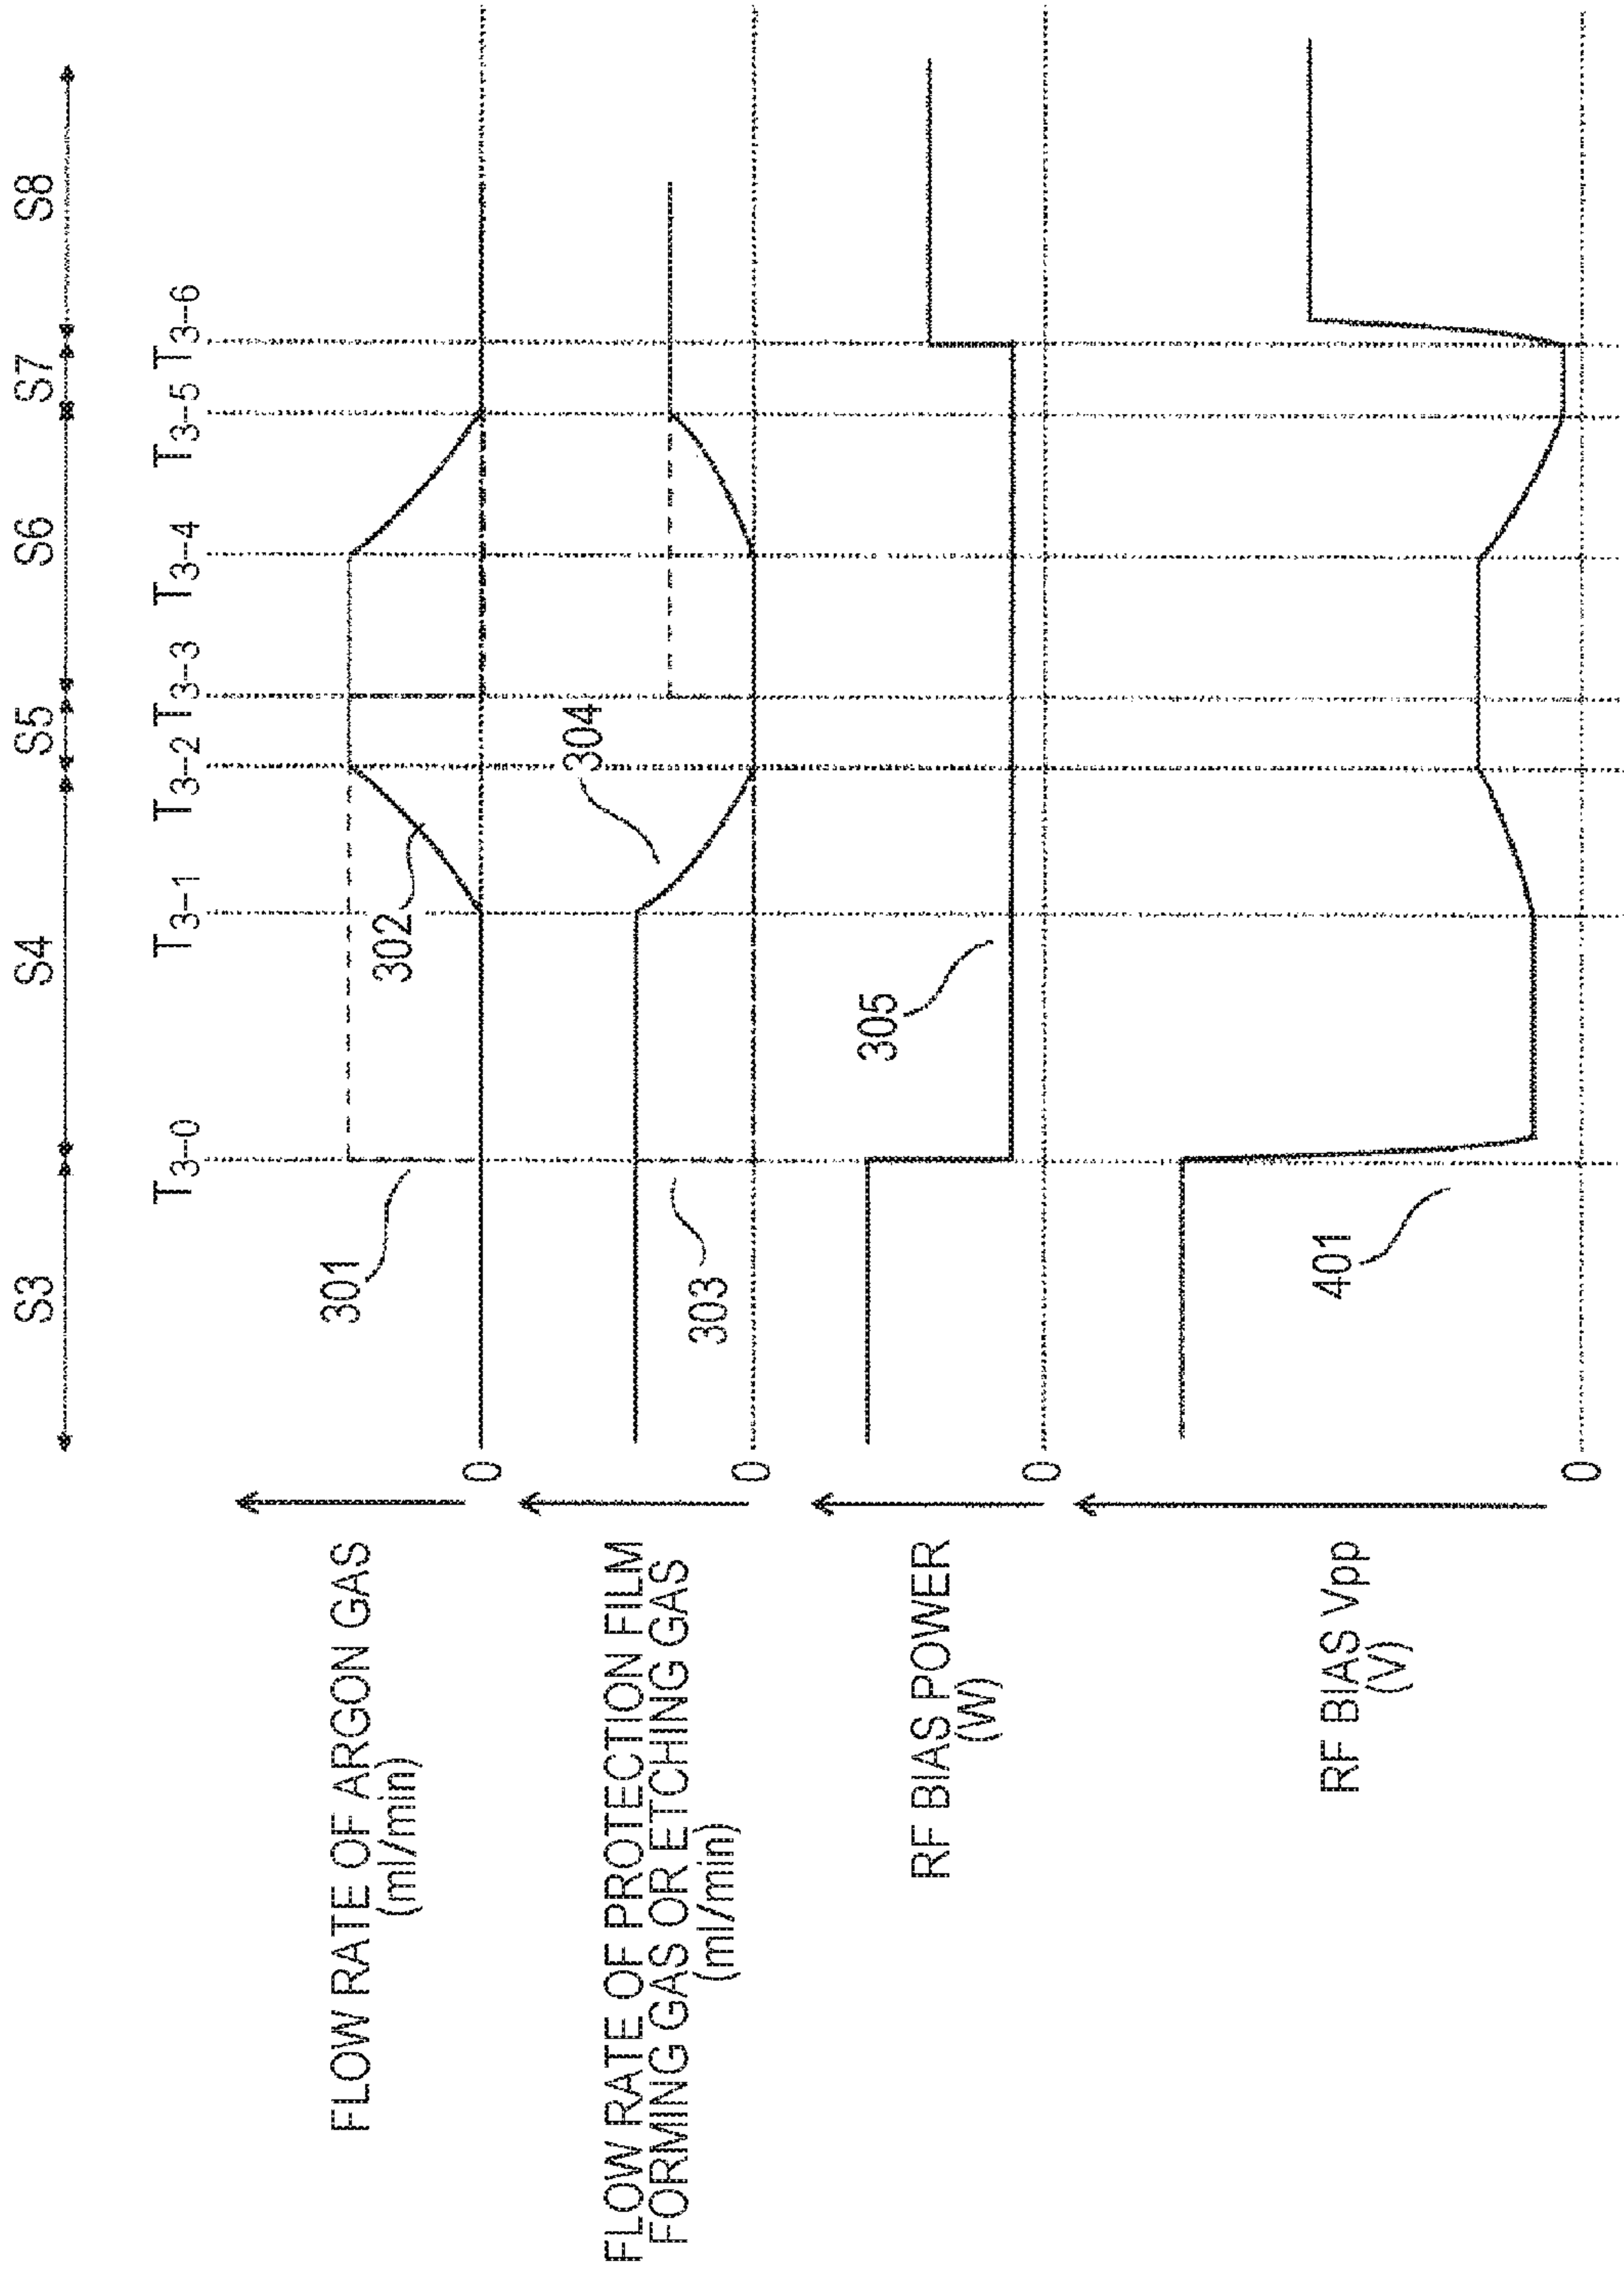 S3
S4
S5
S6
S7
S8
T3-0
T3-1
T3-2
T3-3
T3-4
T3-5
T3-6
FLOW RATE OF ARGON GAS
(ml/min)
0
301
302
FLOW RATE OF PROTECTION FILM
FORMING GAS OR ETCHING GAS
(ml/min)
0
303
304
RF BIAS POWER
(W)
0
305
RF BIAS Vpp
(V)
0
401